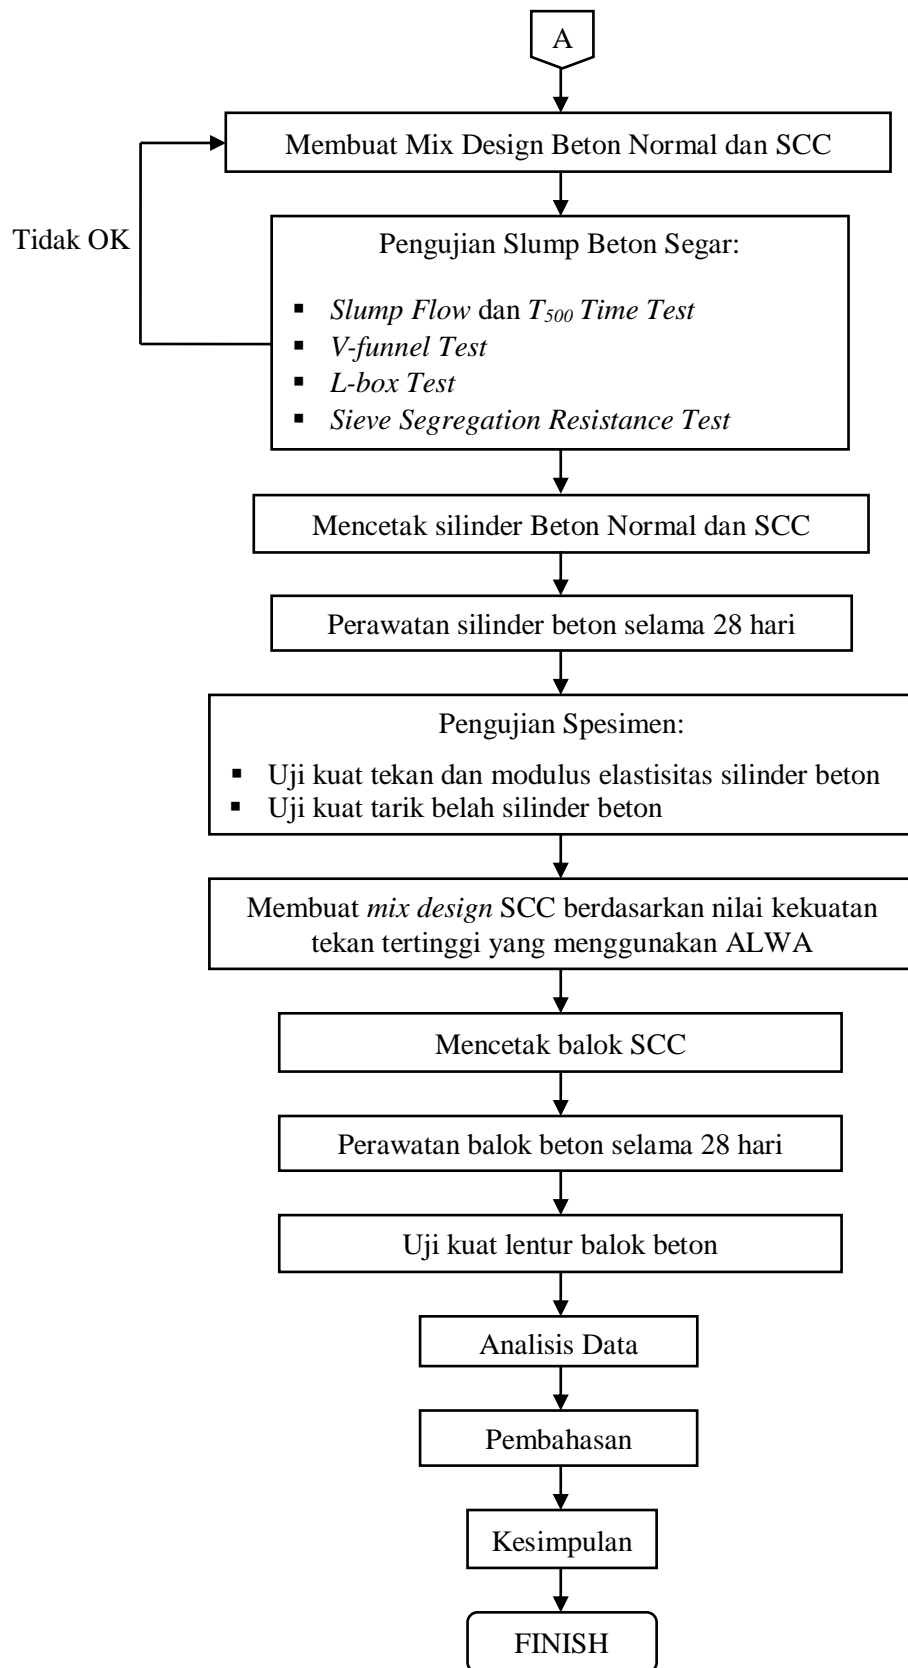 A
Membuat Mix Design Beton Normal dan SCC
Tidak OK
Pengujian Slump Beton Segar:
▪ Slump Flow dan T500 Time Test
▪ V-funnel Test
▪ L-box Test
▪ Sieve Segregation Resistance Test
Mencetak silinder Beton Normal dan SCC
Perawatan silinder beton selama 28 hari
Pengujian Spesimen:
▪ Uji kuat tekan dan modulus elastisitas silinder beton
▪ Uji kuat tarik belah silinder beton
Membuat mix design SCC berdasarkan nilai kekuatan
tekan tertinggi yang menggunakan ALWA
Mencetak balok SCC
Perawatan balok beton selama 28 hari
Uji kuat lentur balok beton
Analisis Data
Pembahasan
Kesimpulan
FINISH